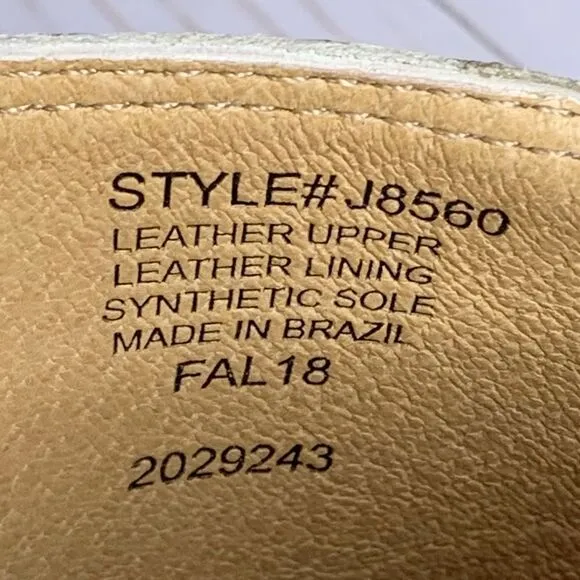 STYLE#J8560
LEATHER UPPER
LEATHER LINING
SYNTHETIC SOLE
MADE IN BRAZIL
FAL18
2029243